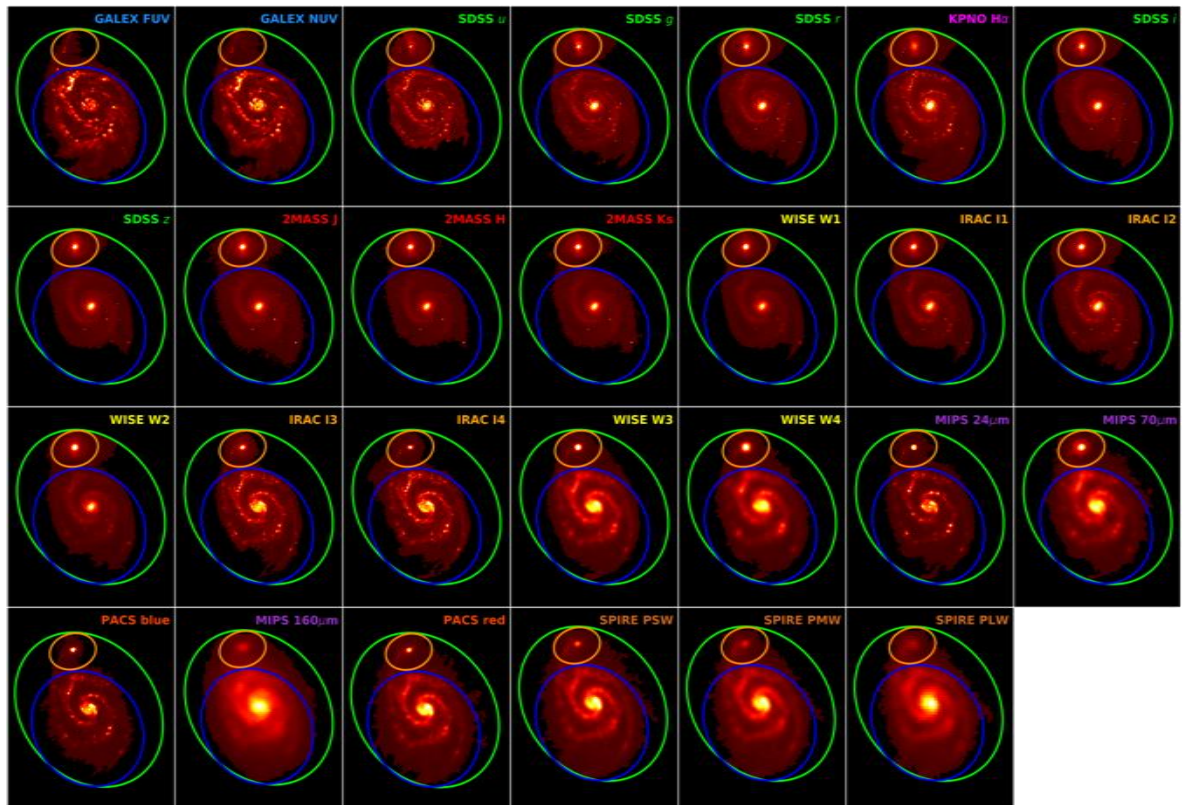 GALEX FUV
GALEX NUV
SDSS u
SDSS g
SDSS r
KPNO Hα
SDSS i
SDSS z
2MASS J
2MASS H
2MASS Ks
WISE W1
IRAC I1
IRAC I2
WISE W2
IRAC I3
IRAC I4
WISE W3
WISE W4
MIPS 24μm
MIPS 70μm
PACS blue
MIPS 160μm
PACS red
SPIRE PSW
SPIRE PMW
SPIRE PLW